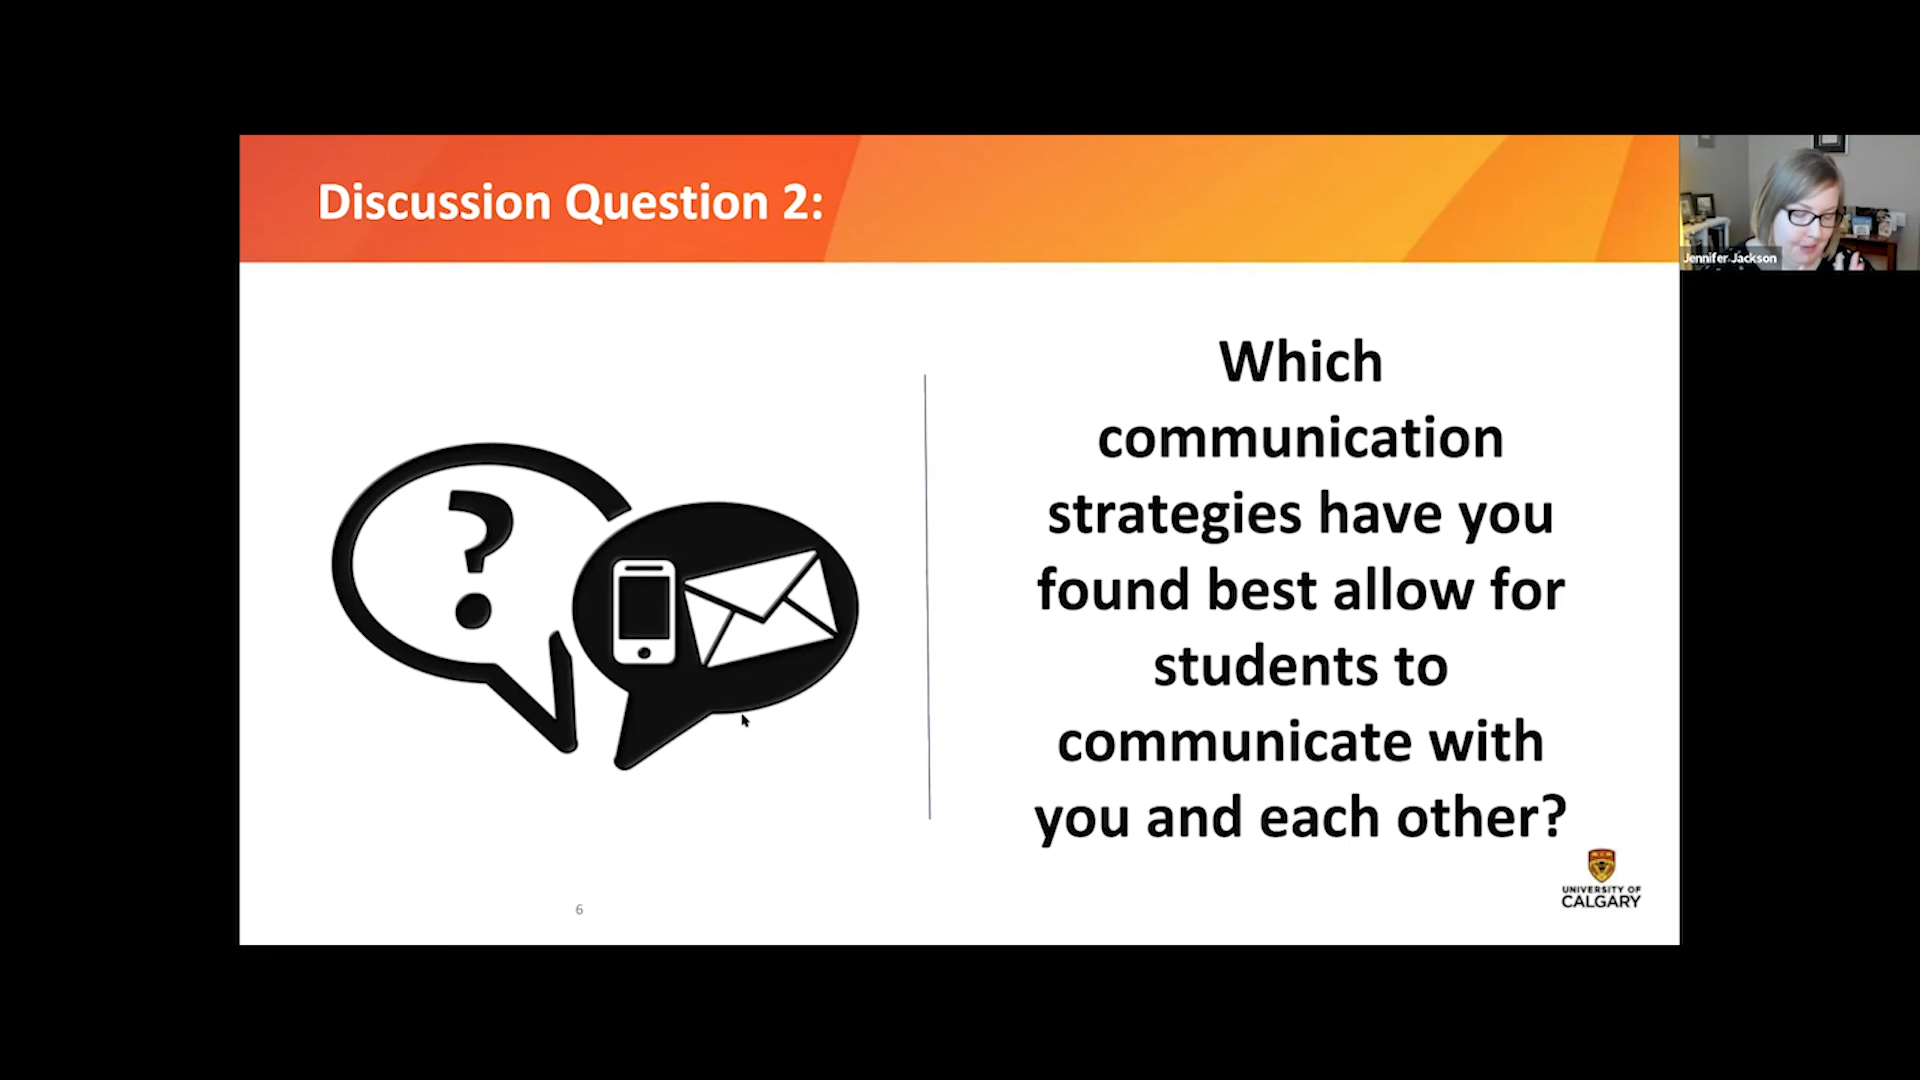 Discussion Question 2:
Jennifer Jackson
?
Which
communication
strategies have you
found best allow for
students to
communicate with
you and each other?
UNIVERSITY OF
CALGARY
6